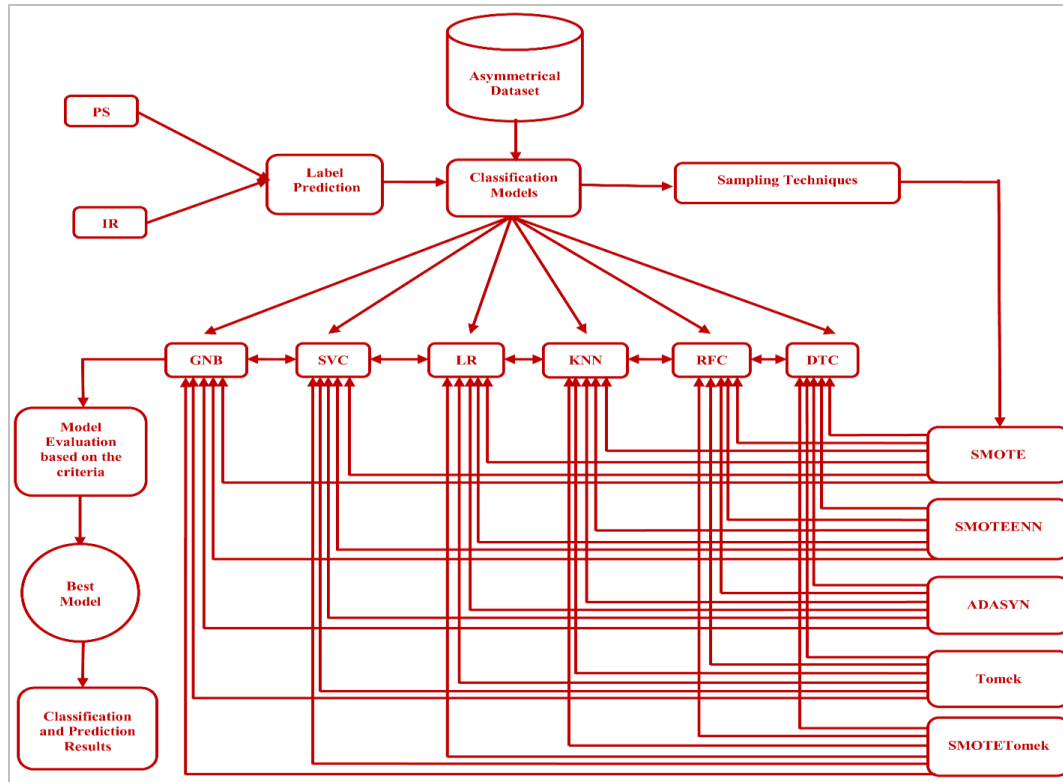 Asymmetrical
Dataset
PS
Label
Prediction
Classification
Models
Sampling Techniques
IR
GNB
SVC
LR
KNN
RFC
DTC
Model
Evaluation
based on the
criteria
SMOTE
SMOTEENN
Best
Model
ADASYN
Tomek
Classification
and Prediction
Results
SMOTETomek